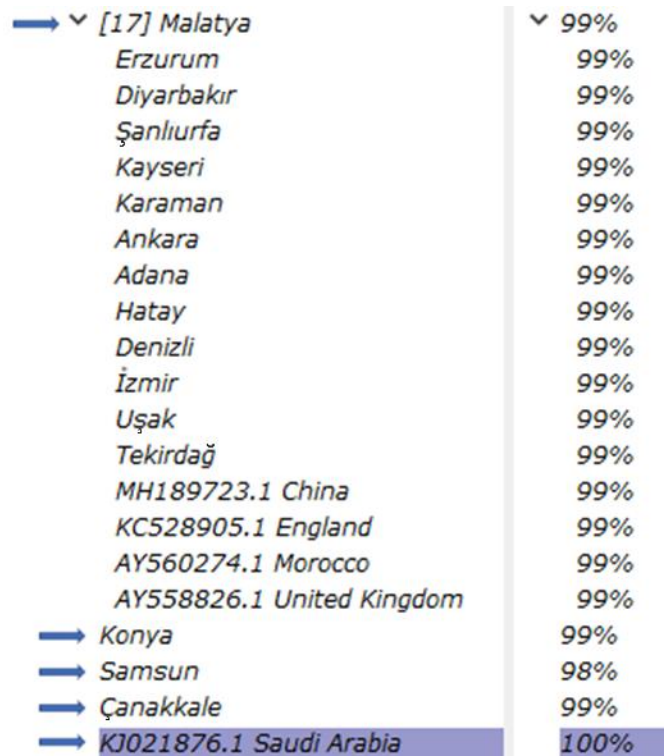 [17] Malatya 99%
Erzurum 99%
Diyarbakır 99%
Şanlıurfa 99%
Kayseri 99%
Karaman 99%
Ankara 99%
Adana 99%
Hatay 99%
Denizli 99%
İzmir 99%
Uşak 99%
Tekirdağ 99%
MH189723.1 China 99%
KC528905.1 England 99%
AY560274.1 Morocco 99%
AY558826.1 United Kingdom 99%
Konya 99%
Samsun 98%
Çanakkale 99%
KJ021876.1 Saudi Arabia 100%